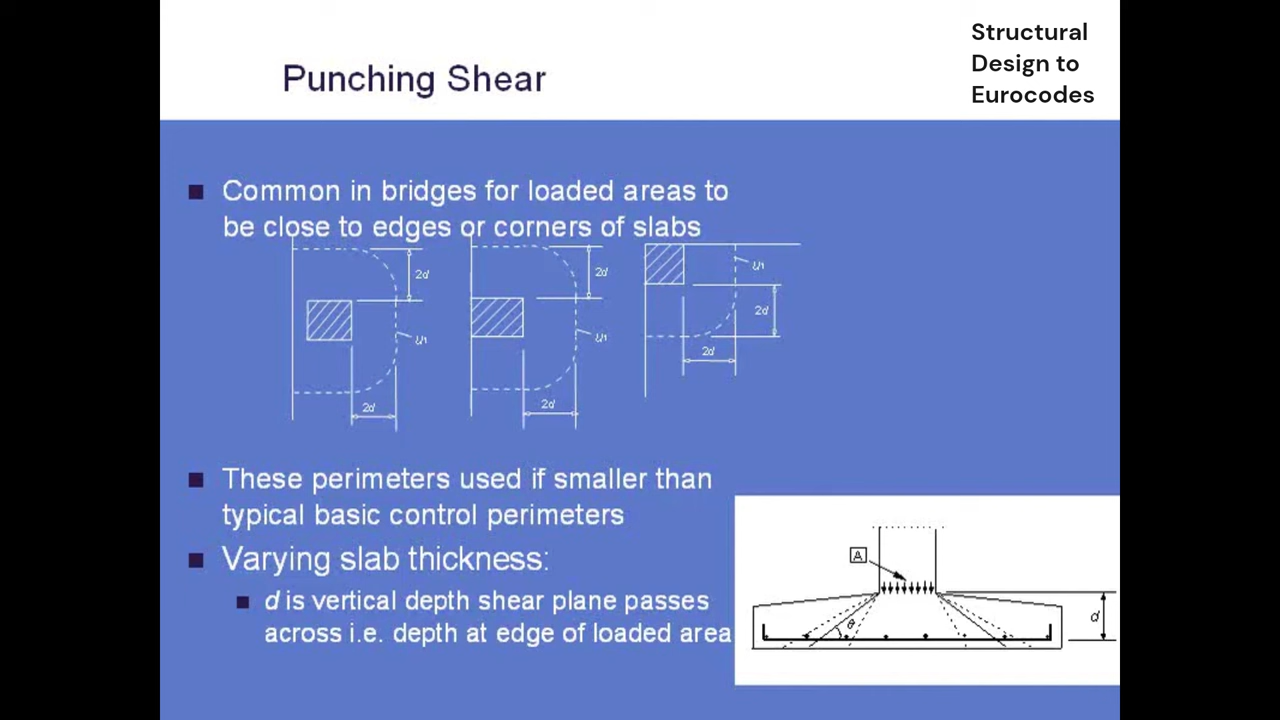 Structural
Design to
Eurocodes
Punching Shear
Common in bridges for loaded areas to
be close to edges or corners of slabs
2d
u₁
2d
2d
u₁
2d
u₁
2d
2d
These perimeters used if smaller than
typical basic control perimeters
Varying slab thickness:
d is vertical depth shear plane passes
across i.e. depth at edge of loaded area
A
θ
d